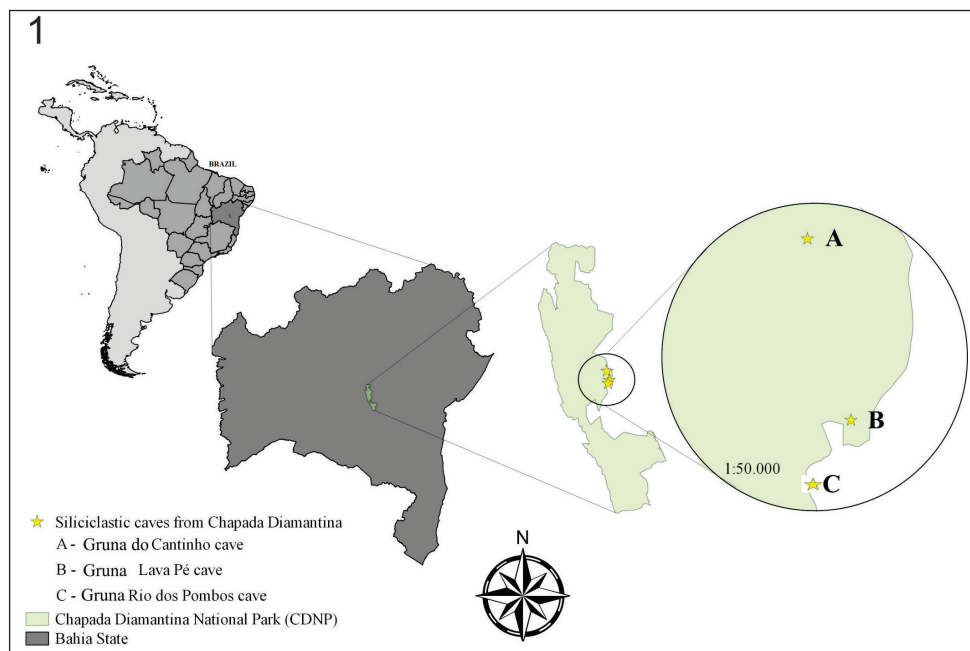 1
BRAZIL
A
B
1:50.000
C
Siliciclastic caves from Chapada Diamantina
A - Gruna do Cantinho cave
B - Gruna Lava Pé cave
C - Gruna Rio dos Pombos cave
Chapada Diamantina National Park (CDNP)
Bahia State
N